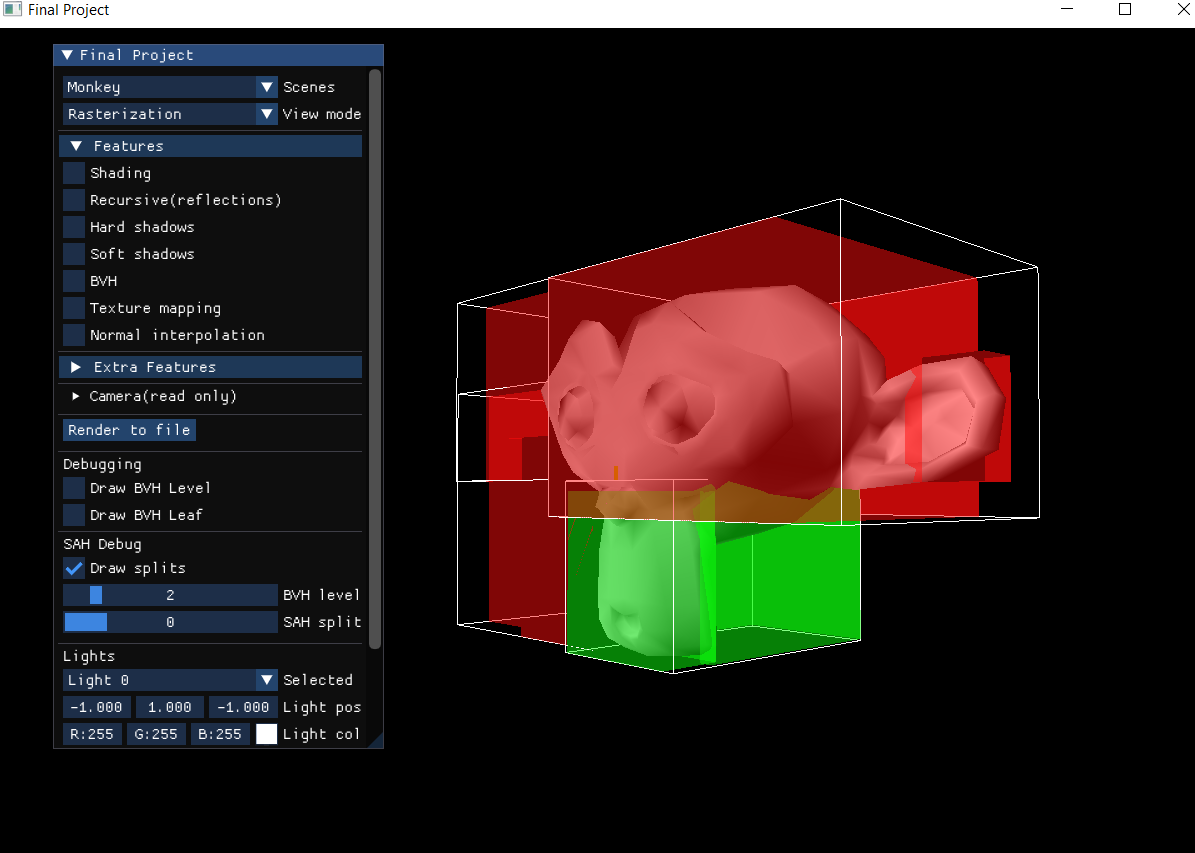 Final Project
Final Project
Monkey Scenes
Rasterization View mode
Features
Shading
Recursive(reflections)
Hard shadows
Soft shadows
BVH
Texture mapping
Normal interpolation
Extra Features
Camera(read only)
Render to file
Debugging
Draw BVH Level
Draw BVH Leaf
SAH Debug
Draw splits
2 BVH level
0 SAH split
Lights
Light 0 Selected
-1.000 1.000 -1.000 Light pos
R:255 G:255 B:255 Light col